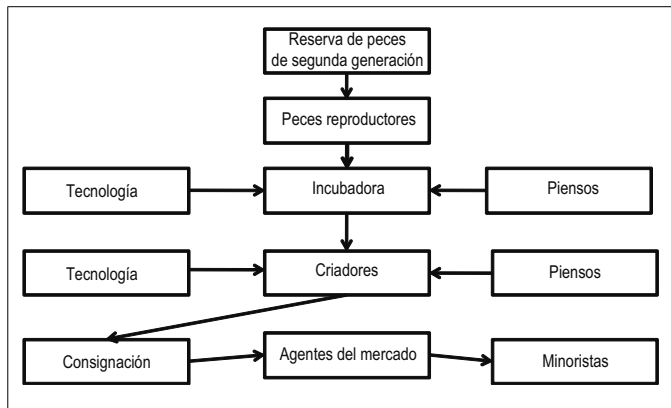 Reserva de peces
de segunda generación
Peces reproductores
Tecnología
Incubadora
Piensos
Tecnología
Criadores
Piensos
Consignación
Agentes del mercado
Minoristas